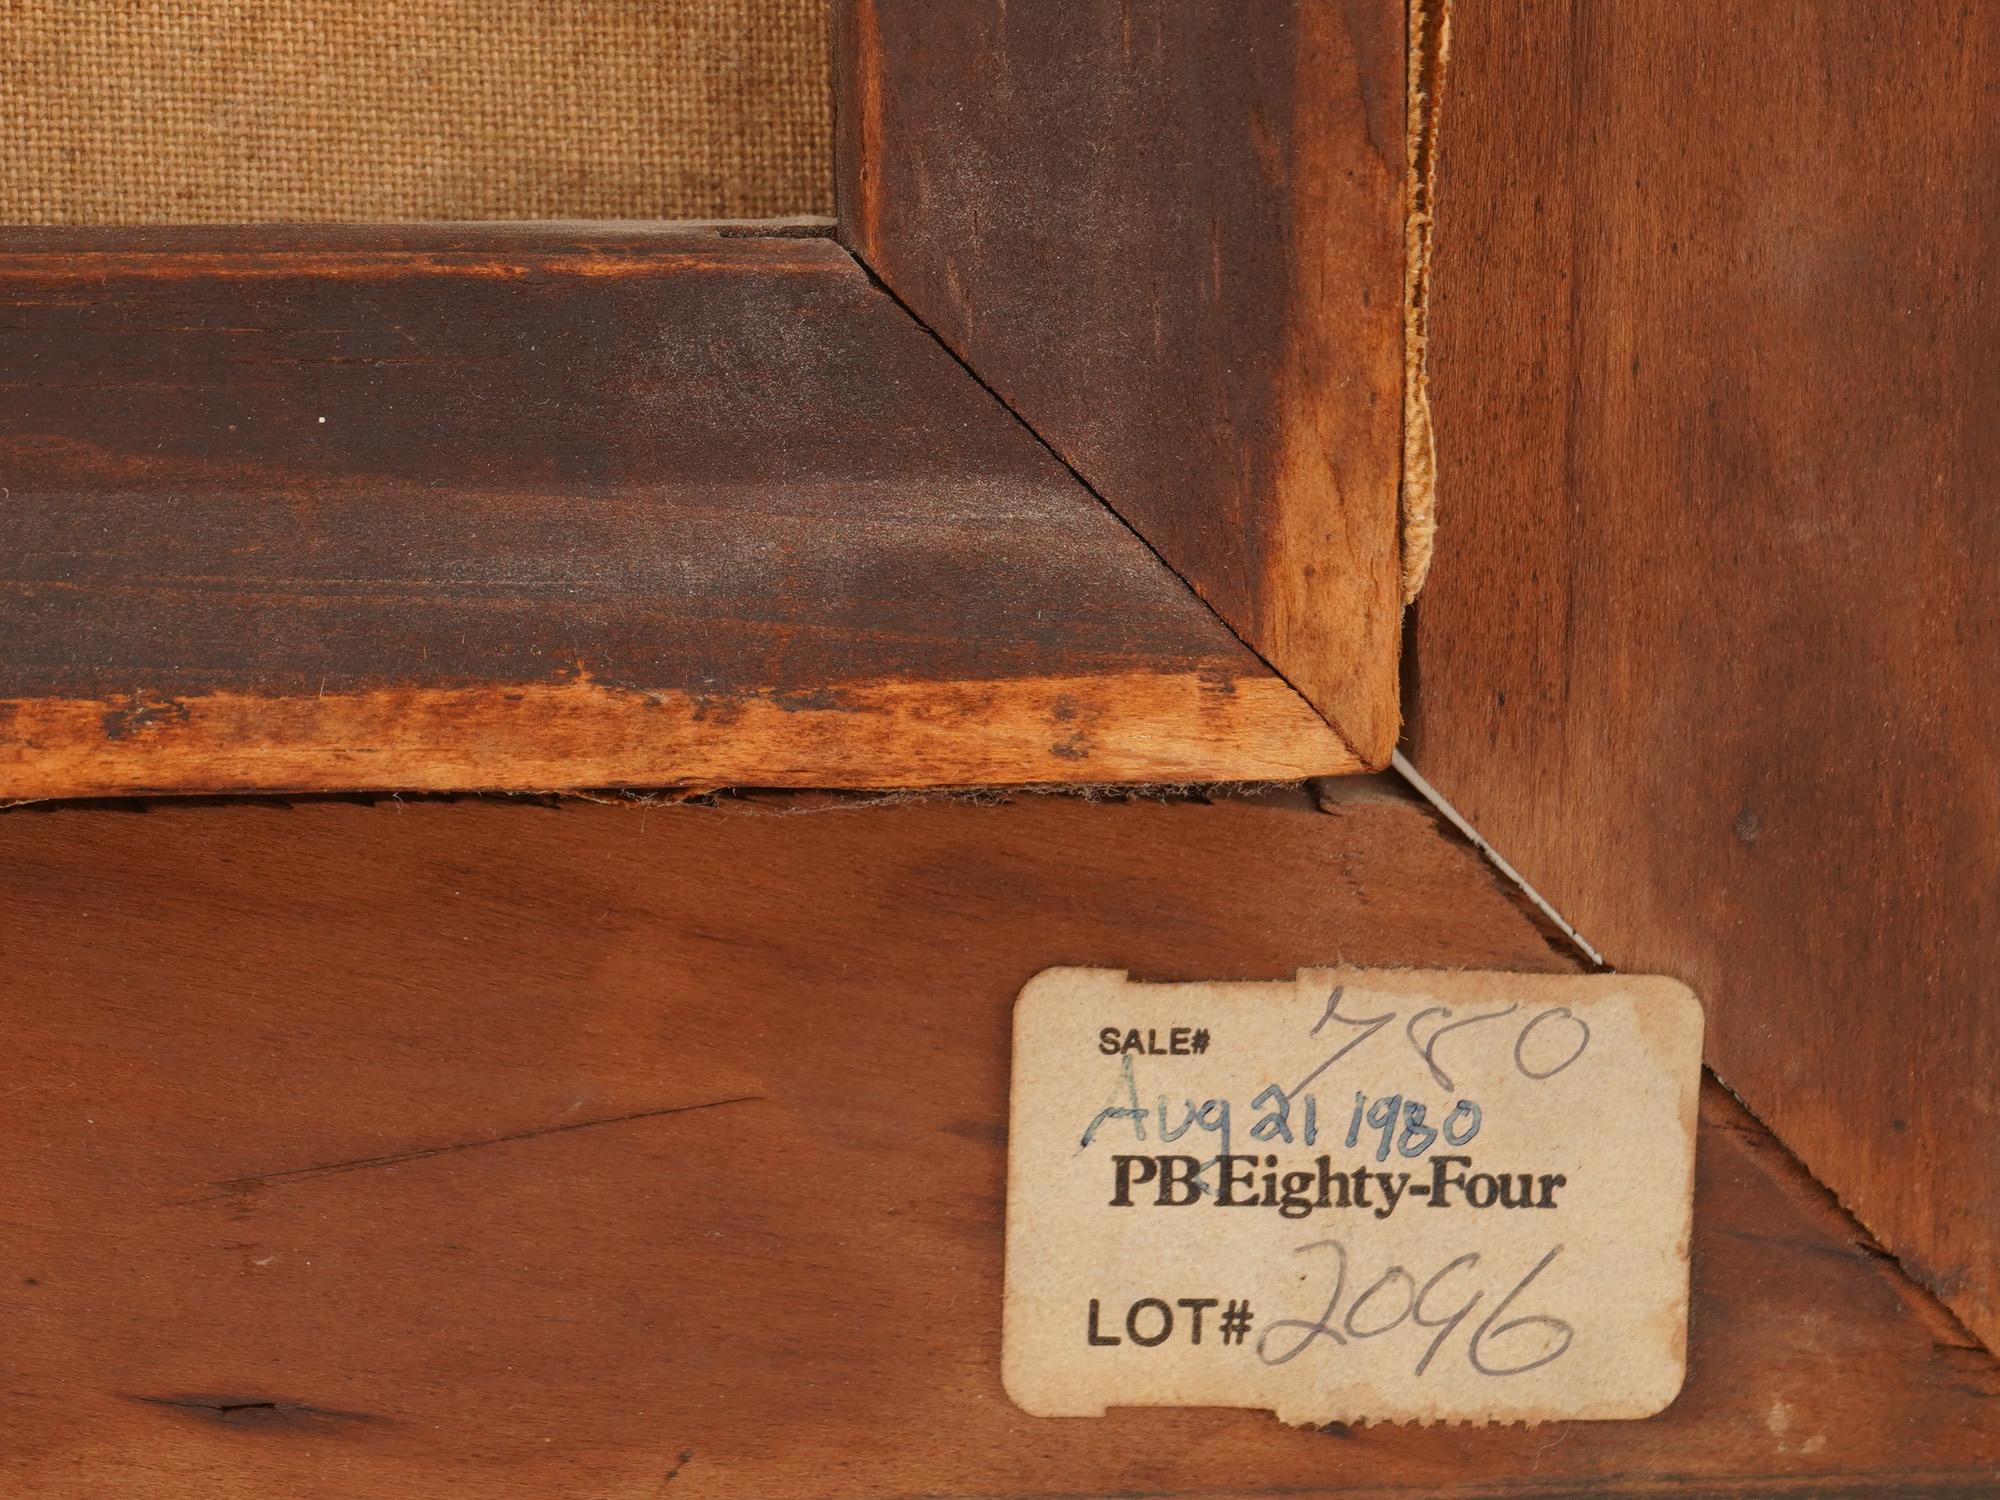 SALE# 780
Aug 21 1980
PB Eighty-Four
LOT# 2096